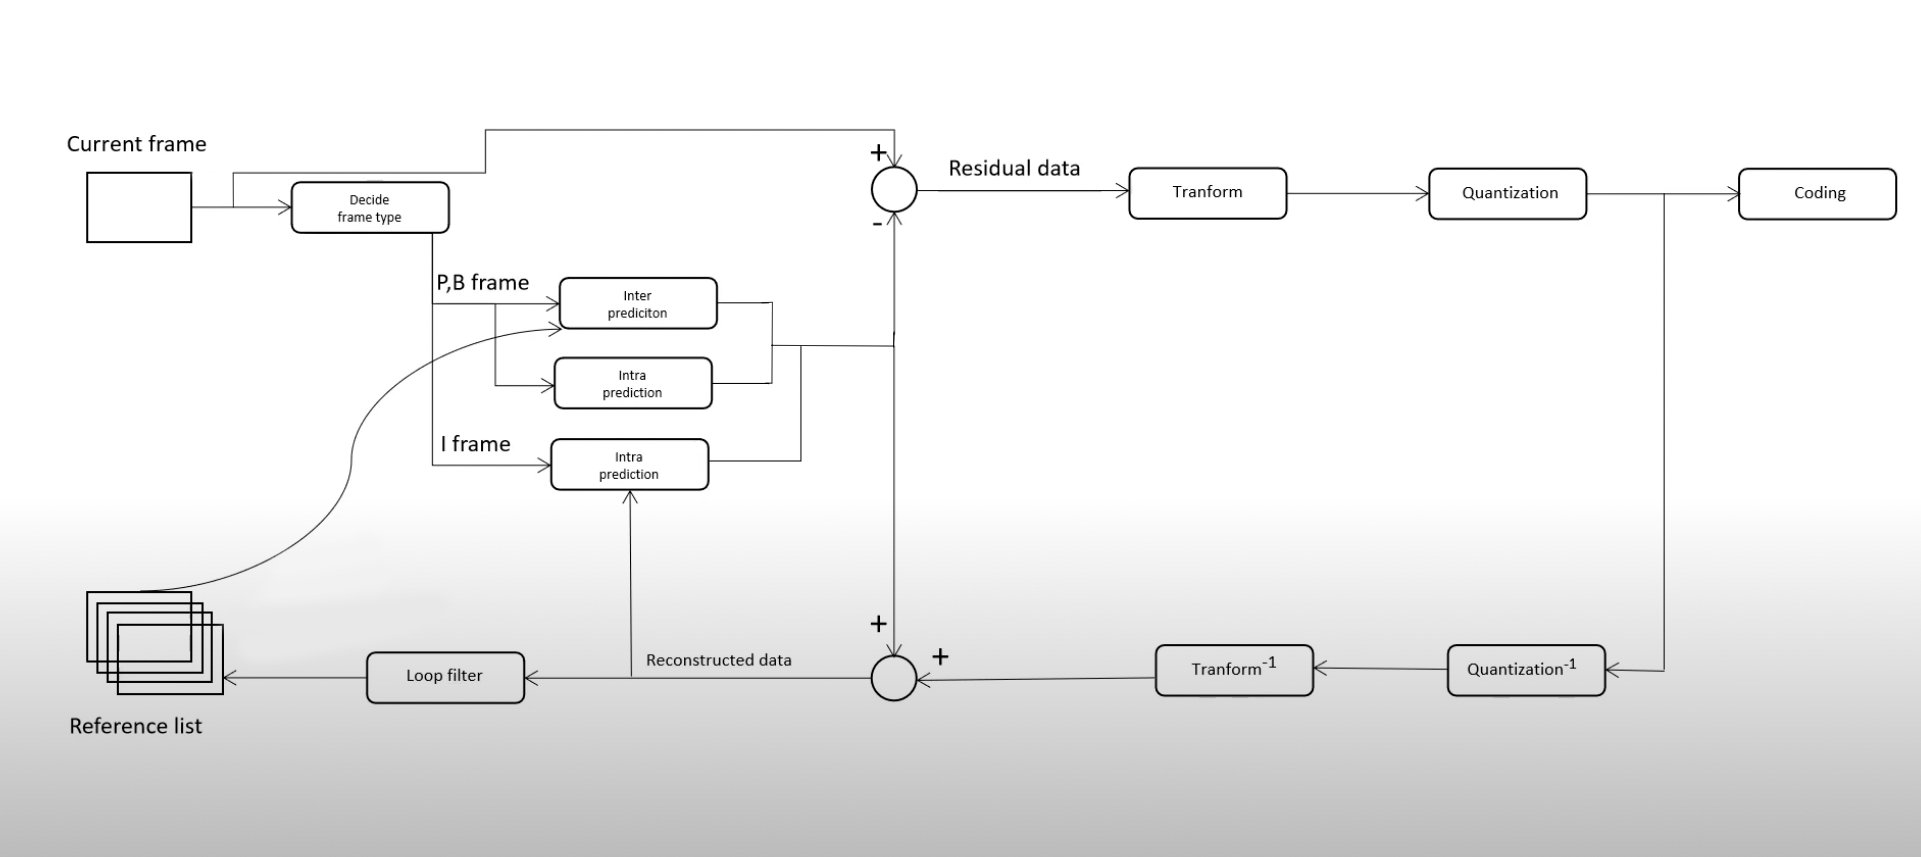 Current frame
Decide
frame type
+
-
Residual data
Tranform
Quantization
Coding
P,B frame
Inter
prediciton
Intra
prediction
I frame
Intra
prediction
+
+
Reconstructed data
Loop filter
Tranform-1
Quantization-1
Reference list